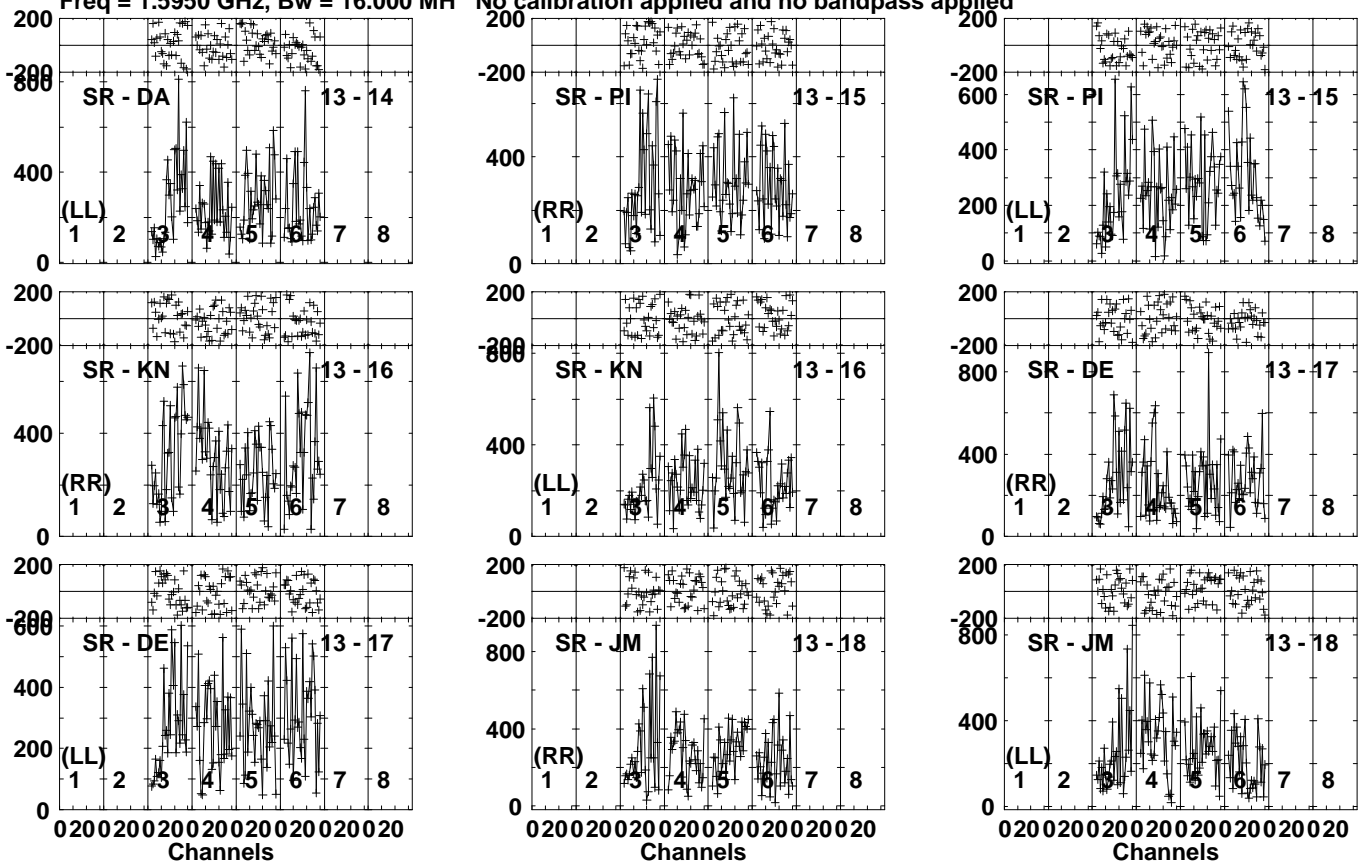 Freq = 1.5950 GHz, Bw = 16.000 MH No calibration applied and no bandpass applied
200 200 200
-200 -200 -200
800 SR - DA 13 - 14 SR - PI 13 - 15 600 SR - PI 13 - 15
400 400 400
200
(LL) (RR) (LL)
1 2 3 4 5 6 7 8 1 2 3 4 5 6 7 8 1 2 3 4 5 6 7 8
0 0 0
200 200 200
-200 -200 -200
SR - KN 13 - 16 800 SR - KN 13 - 16 800 SR - DE 13 - 17
400 400 400
200
(RR) (LL) (RR)
1 2 3 4 5 6 7 8 1 2 3 4 5 6 7 8 1 2 3 4 5 6 7 8
0 0 0
200 200 200
-200 -200 -200
600 SR - DE 13 - 17 800 SR - JM 13 - 18 800 SR - JM 13 - 18
400 400 400
200
(LL) (RR) (LL)
1 2 3 4 5 6 7 8 1 2 3 4 5 6 7 8 1 2 3 4 5 6 7 8
0 0 0
0 20 0 20 0 20 0 20 0 20 0 20 0 20 0 20 0 20 0 20 0 20 0 20 0 20 0 20 0 20 0 20 0 20 0 20 0 20 0 20 0 20 0 20 0 20 0 20
Channels Channels Channels